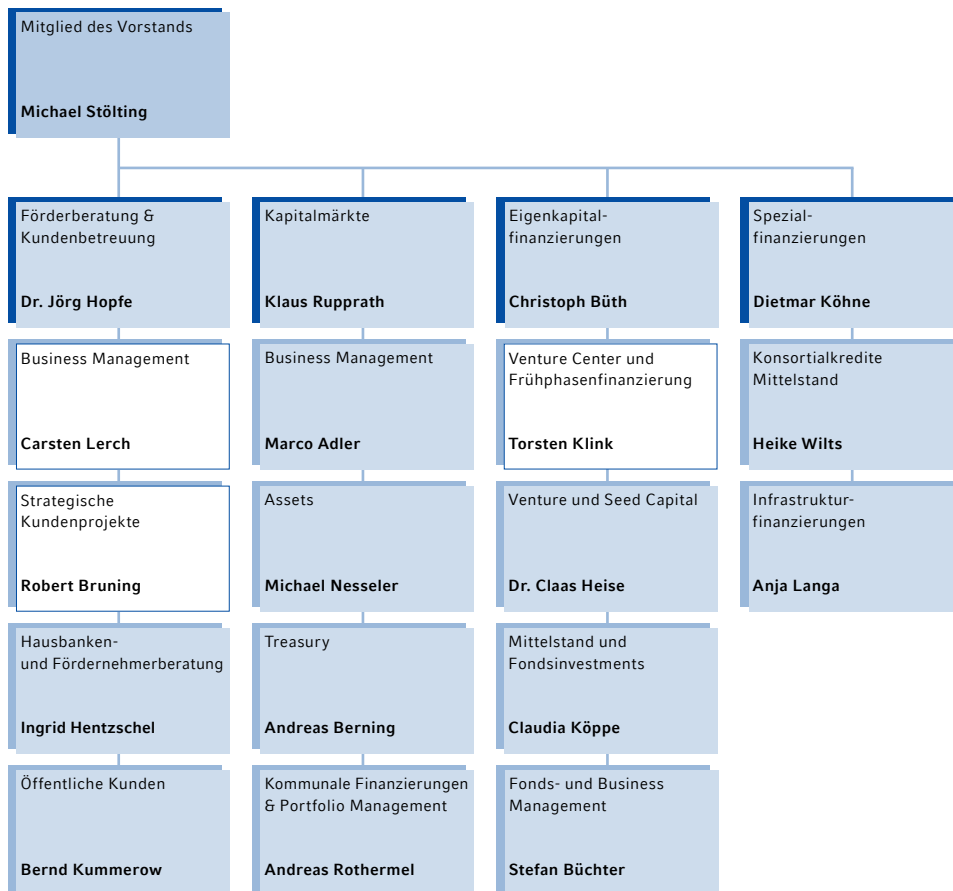 Mitglied des Vorstands
Michael Stölting
Förderberatung &
Kundenbetreuung
Dr. Jörg Hopfe
Business Management
Carsten Lerch
Strategische
Kundenprojekte
Robert Bruning
Hausbanken-
und Fördernehmerberatung
Ingrid Hentzschel
Öffentliche Kunden
Bernd Kummerow
Kapitalmärkte
Klaus Rupprath
Business Management
Marco Adler
Assets
Michael Nesseler
Treasury
Andreas Berning
Kommunale Finanzierungen
& Portfolio Management
Andreas Rothermel
Eigenkapital-
finanzierungen
Christoph Büth
Venture Center und
Frühphasenfinanzierung
Torsten Klink
Venture und Seed Capital
Dr. Claas Heise
Mittelstand und
Fondsinvestments
Claudia Köppe
Fonds- und Business
Management
Stefan Büchter
Spezial-
finanzierungen
Dietmar Köhne
Konsortialkredite
Mittelstand
Heike Wilts
Infrastruktur-
finanzierungen
Anja Langa